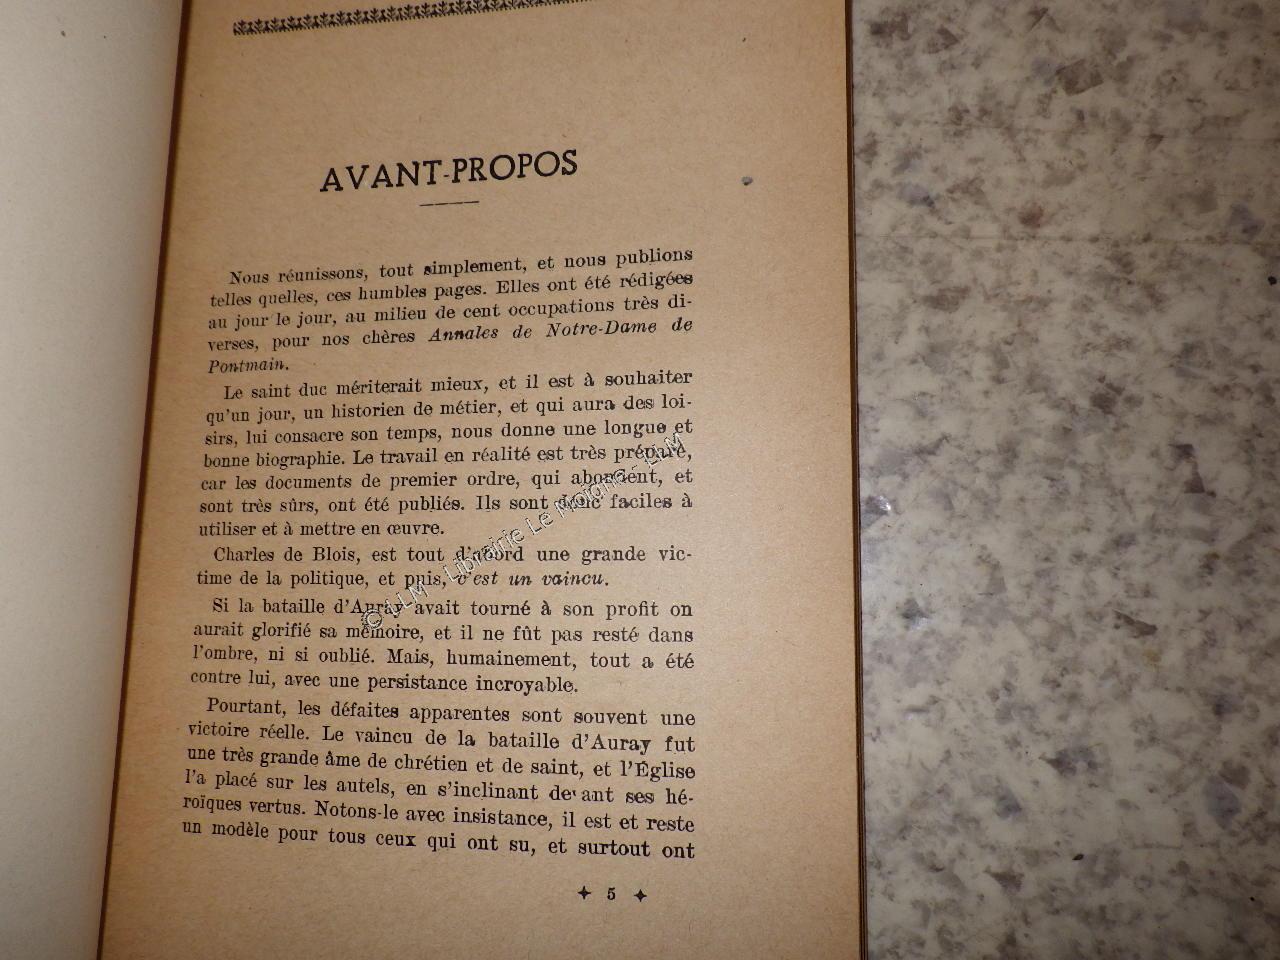 AVANT-PROPOS
Nous réunissons, tout simplement, et nous publions
telles quelles, ces humbles pages. Elles ont été rédigées
au jour le jour, au milieu de cent occupations très di-
verses, pour nos chères Annales de Notre-Dame de
Pontmain.
Le saint duc mériterait mieux, et il est à souhaiter
qu'un jour, un historien de métier, et qui aura des loi-
sirs, lui consacre son temps, nous donne une longue et
bonne biographie. Le travail en réalité est très préparé,
car les documents de premier ordre, qui abondent, et
sont très sûrs, ont été publiés. Ils sont donc faciles à
utiliser et à mettre en œuvre.
Charles de Blois, est tout d'abord une grande vic-
time de la politique, et puis, c'est un vaincu.
Si la bataille d'Auray avait tourné à son profit on
aurait glorifié sa mémoire, et il ne fût pas resté dans
l'ombre, ni si oublié. Mais, humainement, tout a été
contre lui, avec une persistance incroyable.
Pourtant, les défaites apparentes sont souvent une
victoire réelle. Le vaincu de la bataille d'Auray fut
une très grande âme de chrétien et de saint, et l'Église
l'a placé sur les autels, en s'inclinant devant ses hé-
roïques vertus. Notons-le avec insistance, il est et reste
un modèle pour tous ceux qui ont su, et surtout ont
✦ 5 ✦
© LLM - Librairie Le Moigne - LLM